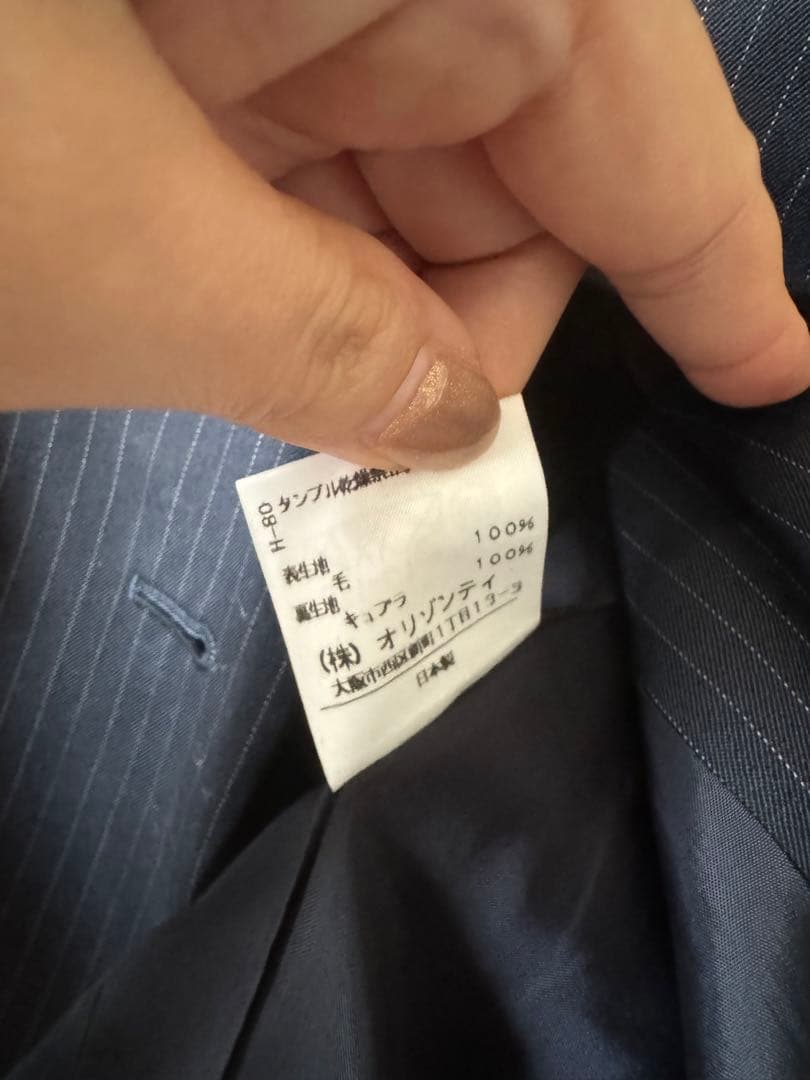 タンブル乾燥禁止
08-H
表生地
毛 100%
裏生地
キュプラ 100%
(株) オリゾンティ
大阪市西区新町1丁目13-3
日本製